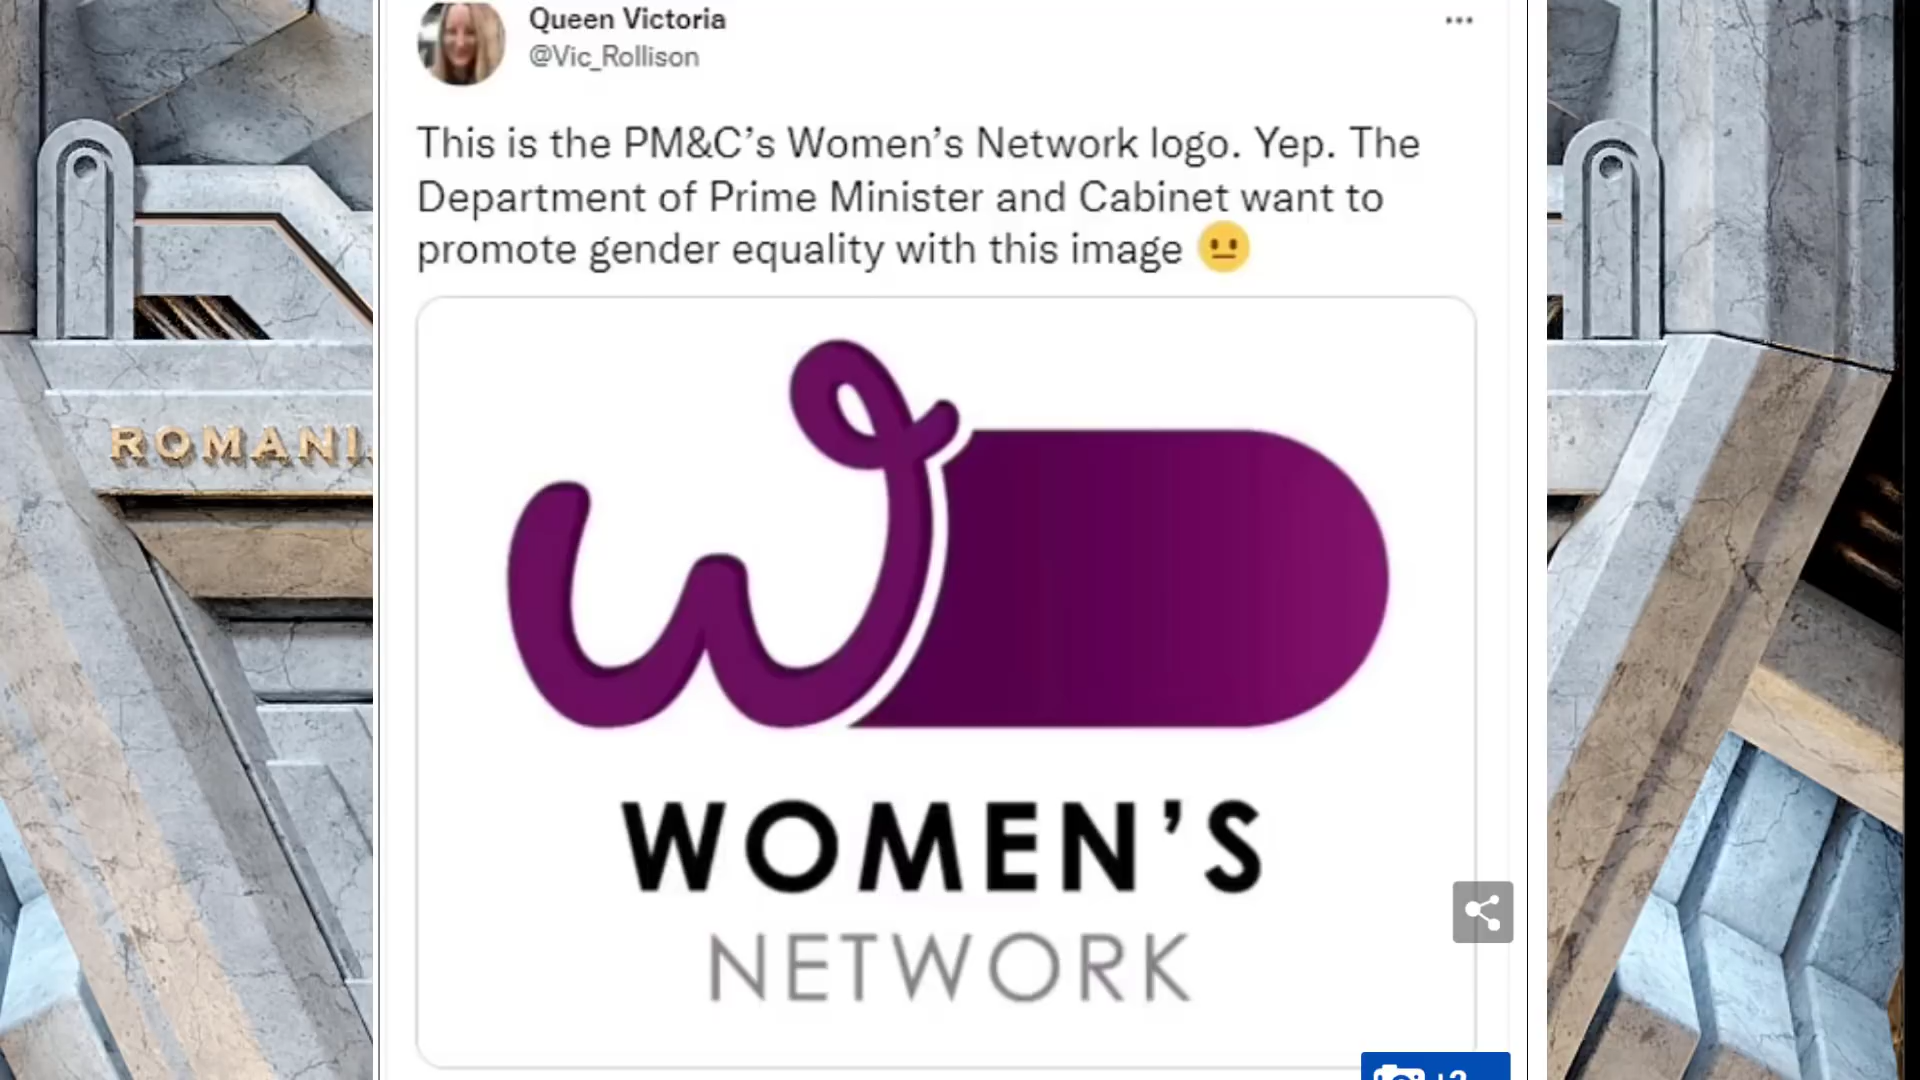 Queen Victoria
@Vic_Rollison
This is the PM&C’s Women’s Network logo. Yep. The
Department of Prime Minister and Cabinet want to
promote gender equality with this image 😐
W
WOMEN’S
NETWORK
ROMANI